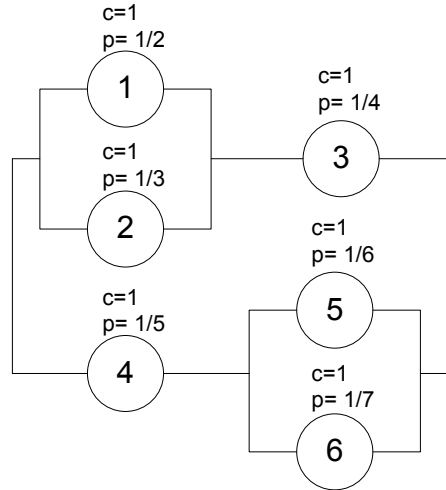 c=1
p= 1/2
1
c=1
p= 1/3
2
c=1
p= 1/4
3
c=1
p= 1/5
4
c=1
p= 1/6
5
c=1
p= 1/7
6